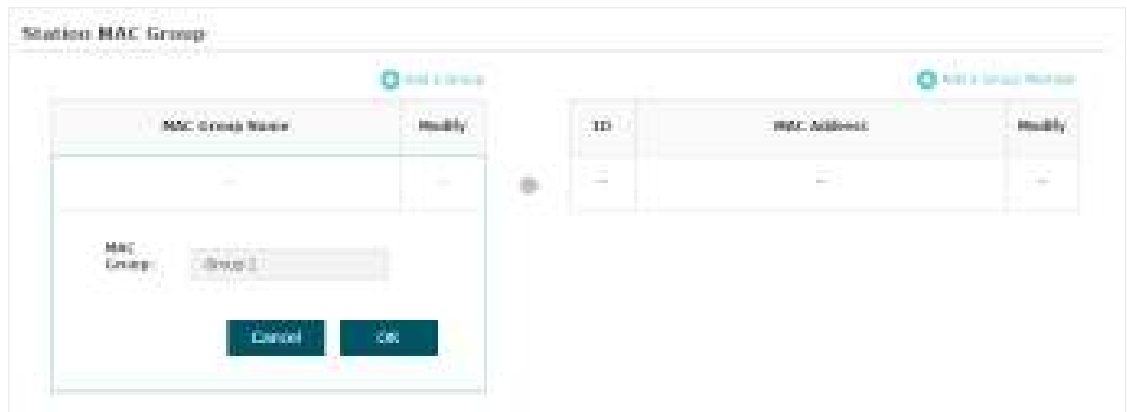 Station MAC Group
Add a Group
Add a Group Member
MAC Group Name
Modify
ID
MAC Address
Modify
--
--
--
--
--
MAC
Group:
Group 1
Cancel
OK